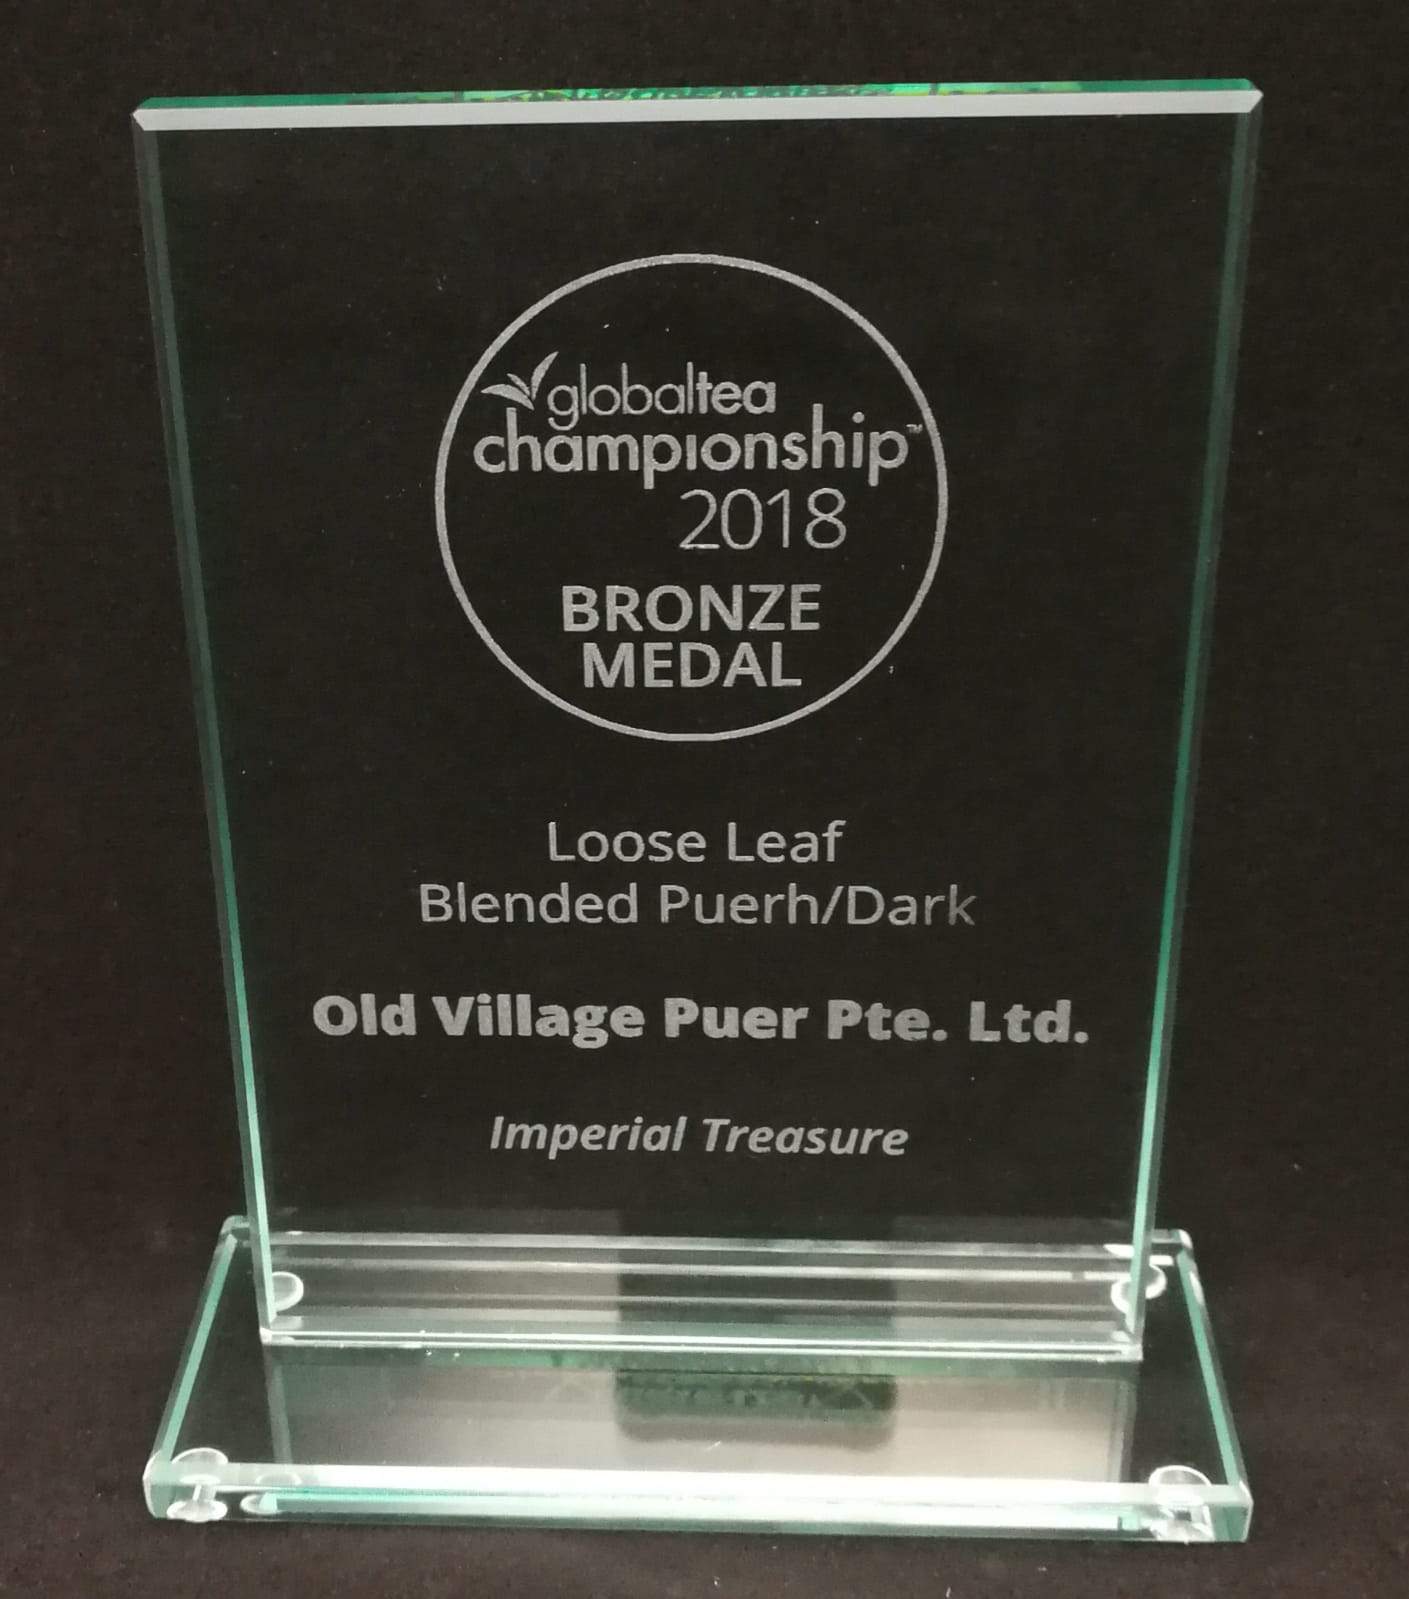 globaltea
championship™
2018
BRONZE
MEDAL
Loose Leaf
Blended Puerh/Dark
Old Village Puer Pte. Ltd.
Imperial Treasure